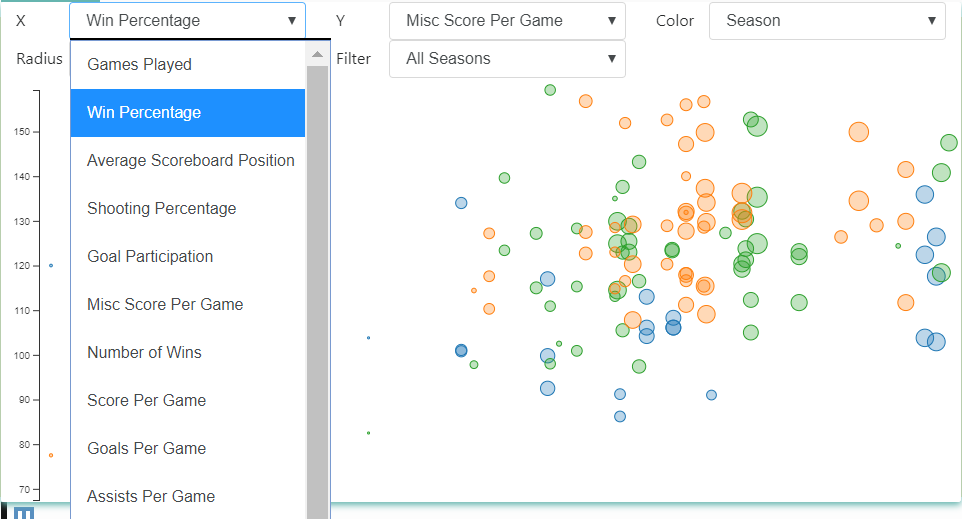 X Win Percentage ▼ Y Misc Score Per Game ▼ Color Season ▼
Radius Filter All Seasons ▼
Games Played
Win Percentage
Average Scoreboard Position
Shooting Percentage
Goal Participation
Misc Score Per Game
Number of Wins
Score Per Game
Goals Per Game
Assists Per Game
150
140
130
120
110
100
90
80
70